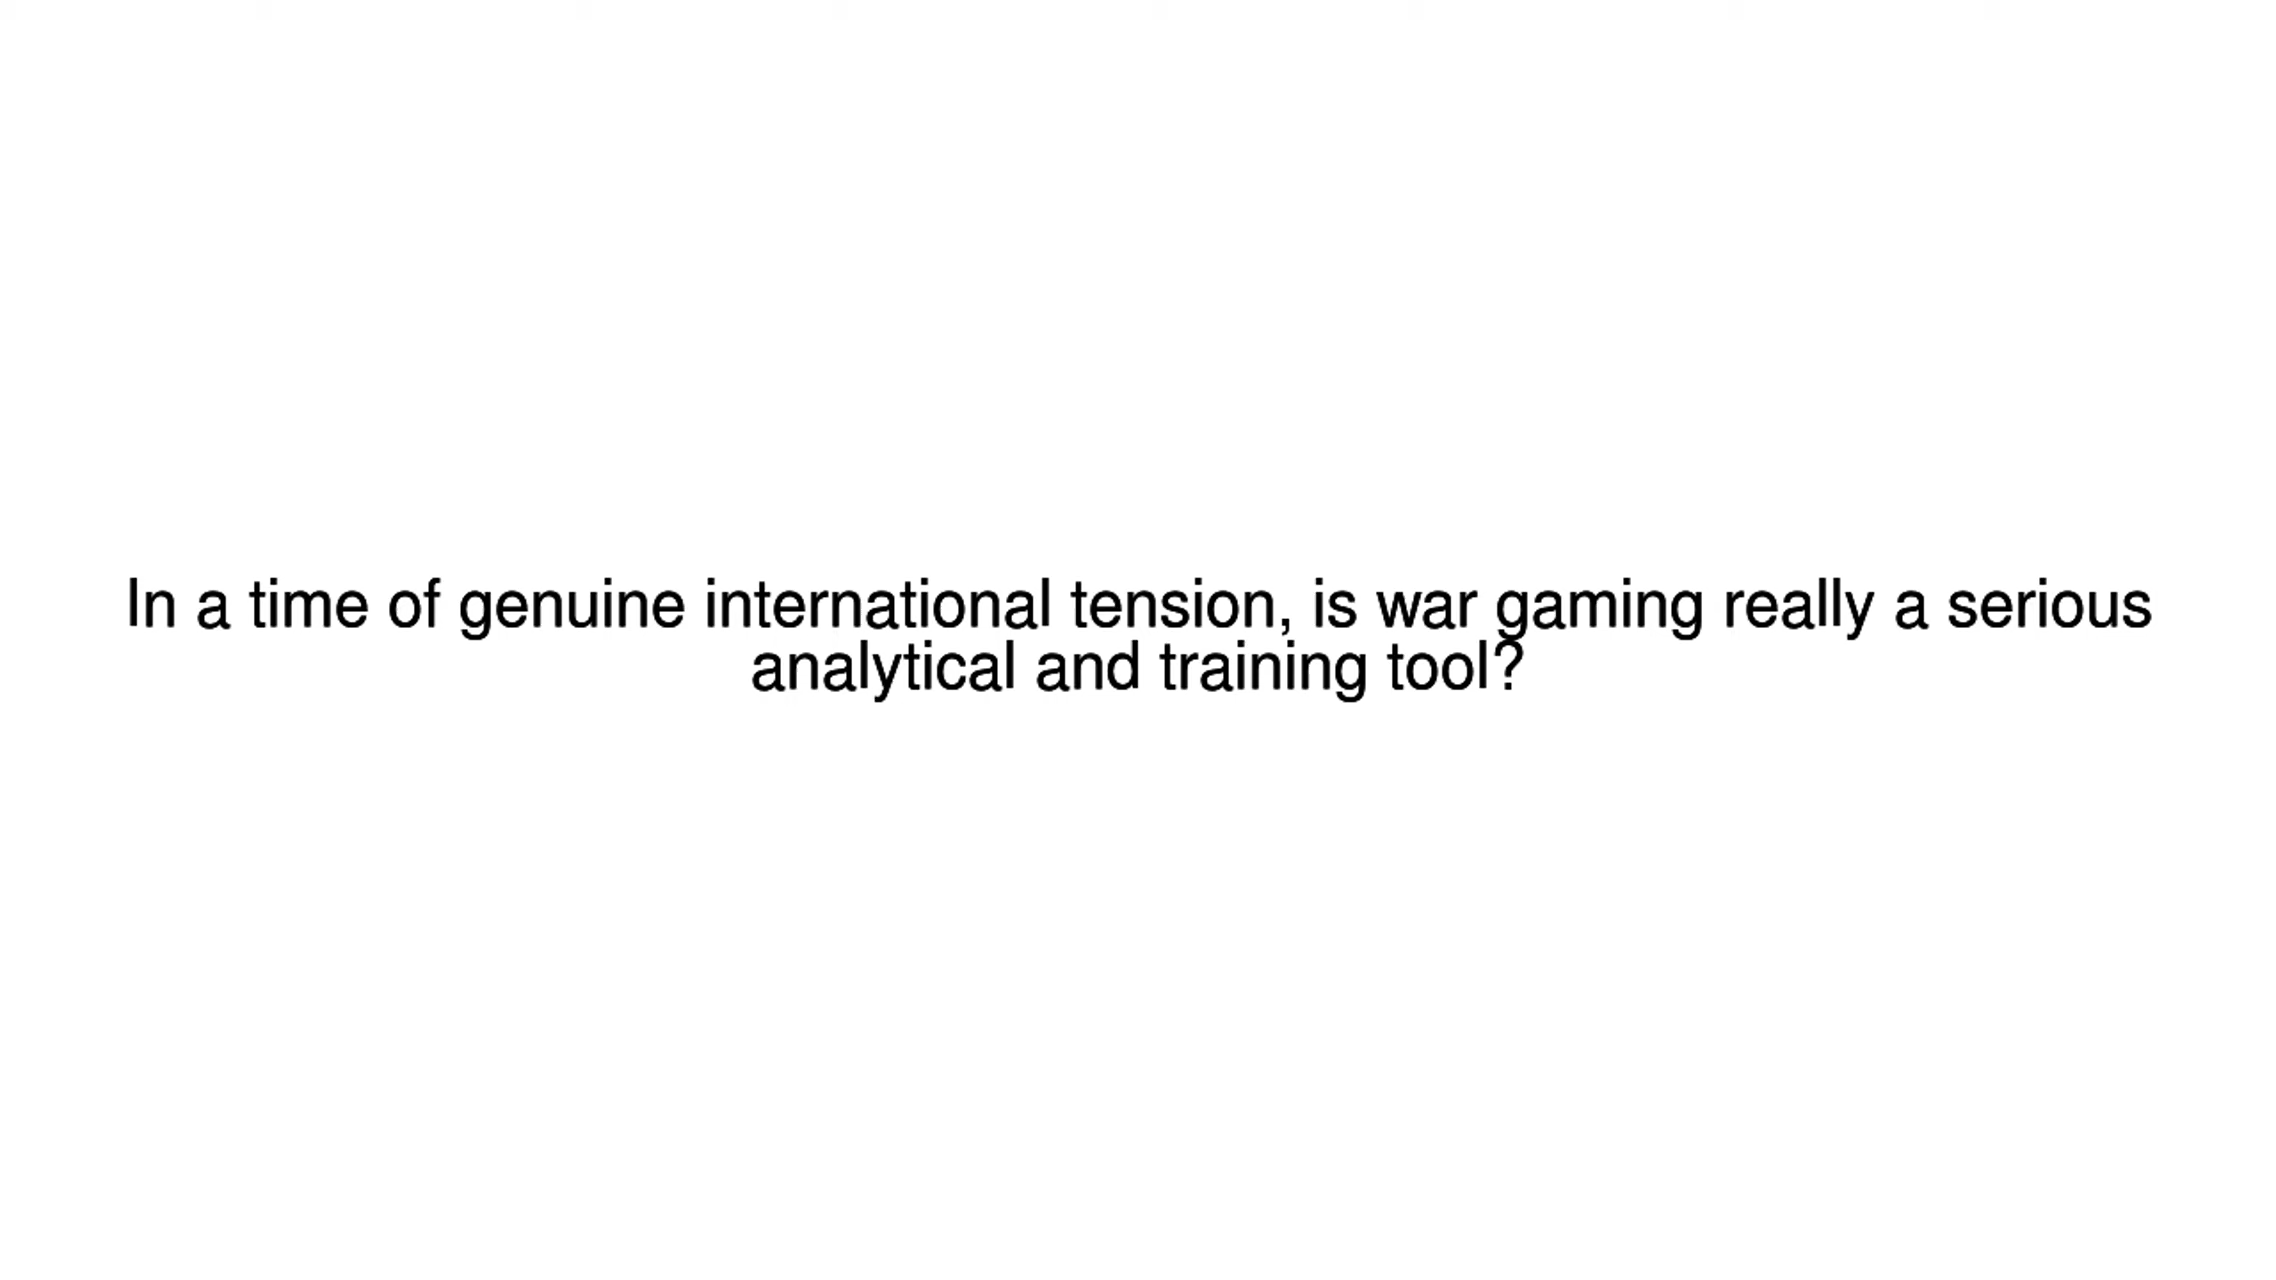 In a time of genuine international tension, is war gaming really a serious
analytical and training tool?